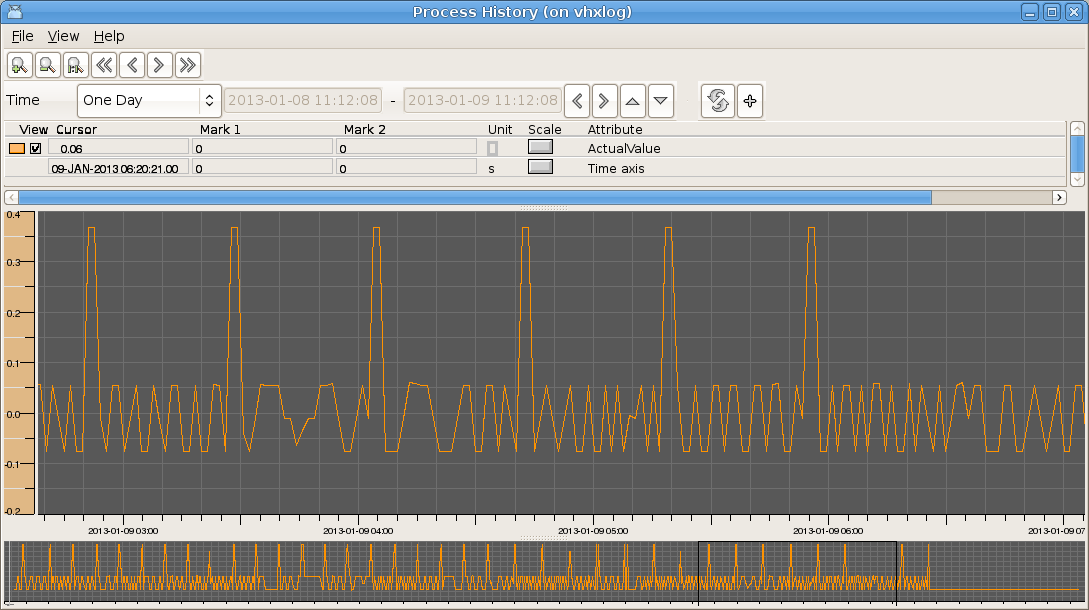 Process History (on vhxlog)
File View Help
Time One Day 2013-01-08 11:12:08 - 2013-01-09 11:12:08
View Cursor Mark 1 Mark 2 Unit Scale Attribute
0.06 0 0 ActualValue
09-JAN-2013 06:20:21.00 0 0 s Time axis
0.4
0.3
0.2
0.1
0.0
-0.1
-0.2
2013-01-09 03:00 2013-01-09 04:00 2013-01-09 05:00 2013-01-09 06:00 2013-01-09 07